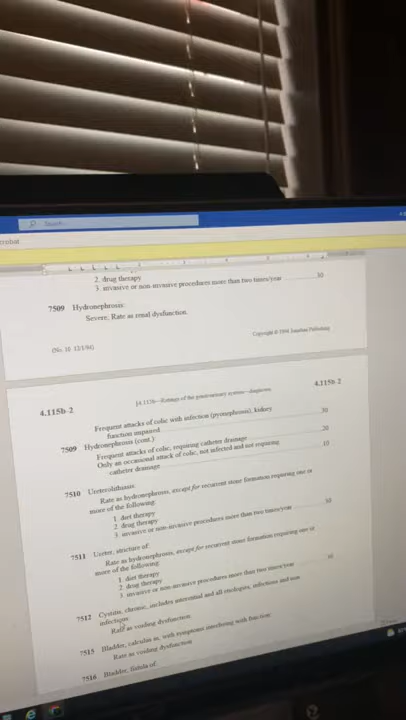 Search
crobat
2. drug therapy
3. invasive or non-invasive procedures more than two times/year 30
7509 Hydronephrosis:
Severe, Rate as renal dysfunction.
Copyright © 1994 Jonathan Publishing
(No. 10 12/1/94)
4.115b-2 §4.115b—Ratings of the genitourinary system—diagnoses 4.115b-2
Frequent attacks of colic with infection (pyonephrosis), kidney
function impaired 30
7509 Hydronephrosis (cont.)
Frequent attacks of colic, requiring catheter drainage 20
Only an occasional attack of colic, not infected and not requiring
catheter drainage 10
7510 Ureterolithiasis:
Rate as hydronephrosis, except for recurrent stone formation requiring one or
more of the following:
1. diet therapy
2. drug therapy
3. invasive or non-invasive procedures more than two times/year 30
7511 Ureter, stricture of:
Rate as hydronephrosis, except for recurrent stone formation requiring one or
more of the following:
1. diet therapy
2. drug therapy
3. invasive or non-invasive procedures more than two times/year 30
7512 Cystitis, chronic, includes interstitial and all etiologies, infectious and non-
infectious:
Rate as voiding dysfunction
7515 Bladder, calculus in, with symptoms interfering with function:
Rate as voiding dysfunction
7516 Bladder, fistula of: